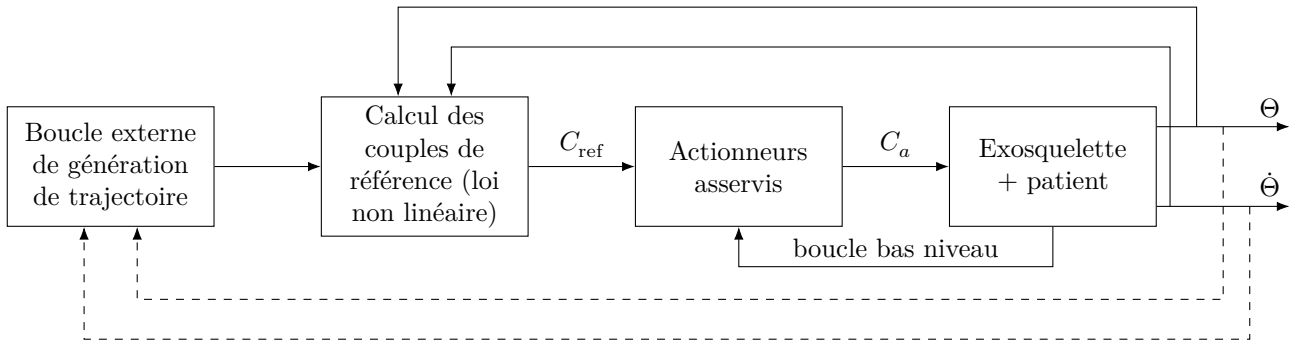 Boucle externe
de génération
de trajectoire
Calcul des
couples de
référence (loi
non linéaire)
C_ref
Actionneurs
asservis
C_a
Exosquelette
+ patient
Θ
Θ̇
boucle bas niveau